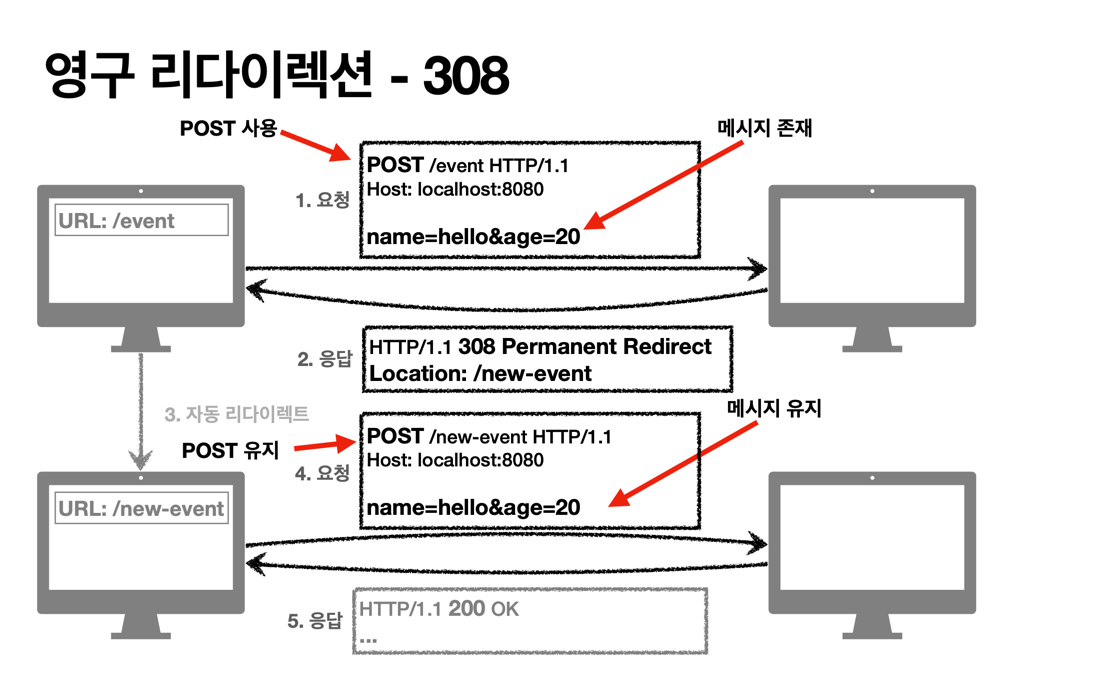 영구 리다이렉션 - 308
POST 사용
메시지 존재
1. 요청
POST /event HTTP/1.1
Host: localhost:8080
name=hello&age=20
URL: /event
2. 응답
HTTP/1.1 308 Permanent Redirect
Location: /new-event
3. 자동 리다이렉트
메시지 유지
POST 유지
4. 요청
POST /new-event HTTP/1.1
Host: localhost:8080
name=hello&age=20
URL: /new-event
5. 응답
HTTP/1.1 200 OK
...